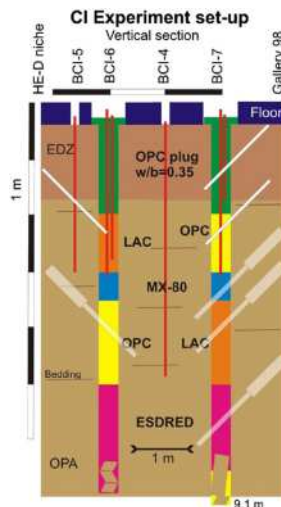 CI Experiment set-up
Vertical section
HE-D niche
BCI-5
BCI-6
BCI-4
BCI-7
Gallery 98
Floor
EDZ
OPC plug
w/b=0.35
1 m
LAC
OPC
MX-80
OPC
LAC
Bedding
ESDRED
1 m
OPA
9.1 m